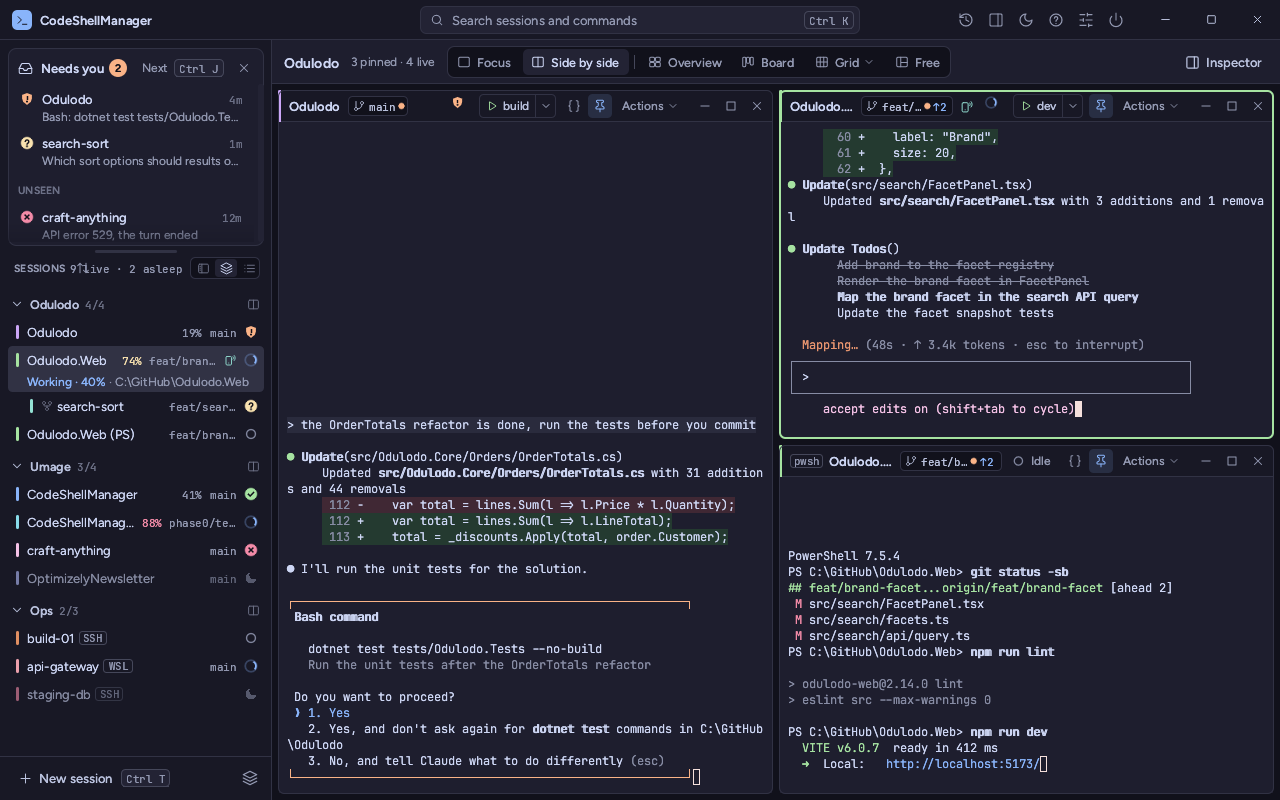 CodeShellManager
Search sessions and commands Ctrl K
Needs you 2 Next Ctrl J
Odulodo 4m
Bash: dotnet test tests/Odulodo.Te...
search-sort 1m
Which sort options should results o...
UNSEEN
craft-anything 12m
API error 529, the turn ended
SESSIONS 9 live · 2 asleep
Odulodo 4/4
Odulodo 19% main
Odulodo.Web 74% feat/bran...
Working · 40% · C:\GitHub\Odulodo.Web
search-sort feat/sear...
Odulodo.Web (PS) feat/bran...
Umage 3/4
CodeShellManager 41% main
CodeShellManag... 88% phase0/te...
craft-anything main
OptimizelyNewsletter main
Ops 2/3
build-01 SSH
api-gateway WSL main
staging-db SSH
New session Ctrl T
Odulodo 3 pinned · 4 live Focus Side by side Overview Board Grid Free Inspector
Odulodo main build { } Actions
> the OrderTotals refactor is done, run the tests before you commit
Update(src/Odulodo.Core/Orders/OrderTotals.cs)
Updated src/Odulodo.Core/Orders/OrderTotals.cs with 31 addition
s and 44 removals
112 - var total = lines.Sum(l => l.Price * l.Quantity);
112 + var total = lines.Sum(l => l.LineTotal);
113 + total = _discounts.Apply(total, order.Customer);
I'll run the unit tests for the solution.
Bash command
dotnet test tests/Odulodo.Tests --no-build
Run the unit tests after the OrderTotals refactor
Do you want to proceed?
❯ 1. Yes
2. Yes, and don't ask again for dotnet test commands in C:\GitHub
\Odulodo
3. No, and tell Claude what to do differently (esc)
Odulodo.... feat/... ↑2 dev Actions
60 + label: "Brand",
61 + size: 20,
62 + },
Update(src/search/FacetPanel.tsx)
Updated src/search/FacetPanel.tsx with 3 additions and 1 remova
l
Update Todos()
Add brand to the facet registry
Render the brand facet in FacetPanel
Map the brand facet in the search API query
Update the facet snapshot tests
Mapping… (48s · ↑ 3.4k tokens · esc to interrupt)
>
accept edits on (shift+tab to cycle)
pwsh Odulodo.... feat/b... ↑2 Idle { } Actions
PowerShell 7.5.4
PS C:\GitHub\Odulodo.Web> git status -sb
## feat/brand-facet...origin/feat/brand-facet [ahead 2]
M src/search/FacetPanel.tsx
M src/search/facets.ts
M src/search/api/query.ts
PS C:\GitHub\Odulodo.Web> npm run lint
> odulodo-web@2.14.0 lint
> eslint src --max-warnings 0
PS C:\GitHub\Odulodo.Web> npm run dev
VITE v6.0.7 ready in 412 ms
➜ Local: http://localhost:5173/